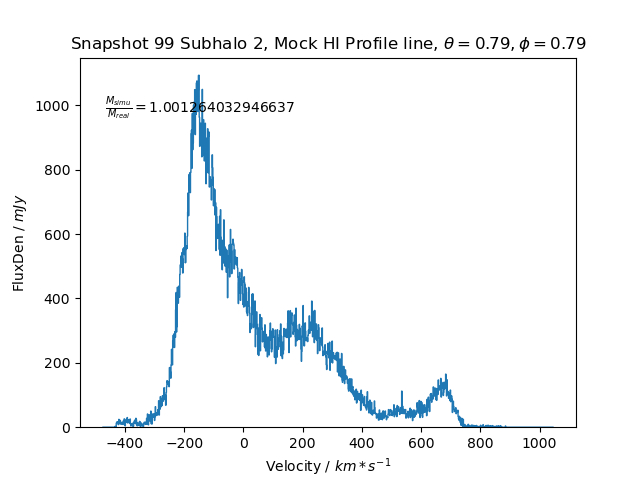 Snapshot 99 Subhalo 2, Mock HI Profile line, θ = 0.79, ϕ = 0.79
M_simu/M_real = 1.001264032946637
FluxDen / mJy
1000
800
600
400
200
0
−400 −200 0 200 400 600 800 1000
Velocity / km * s^−1